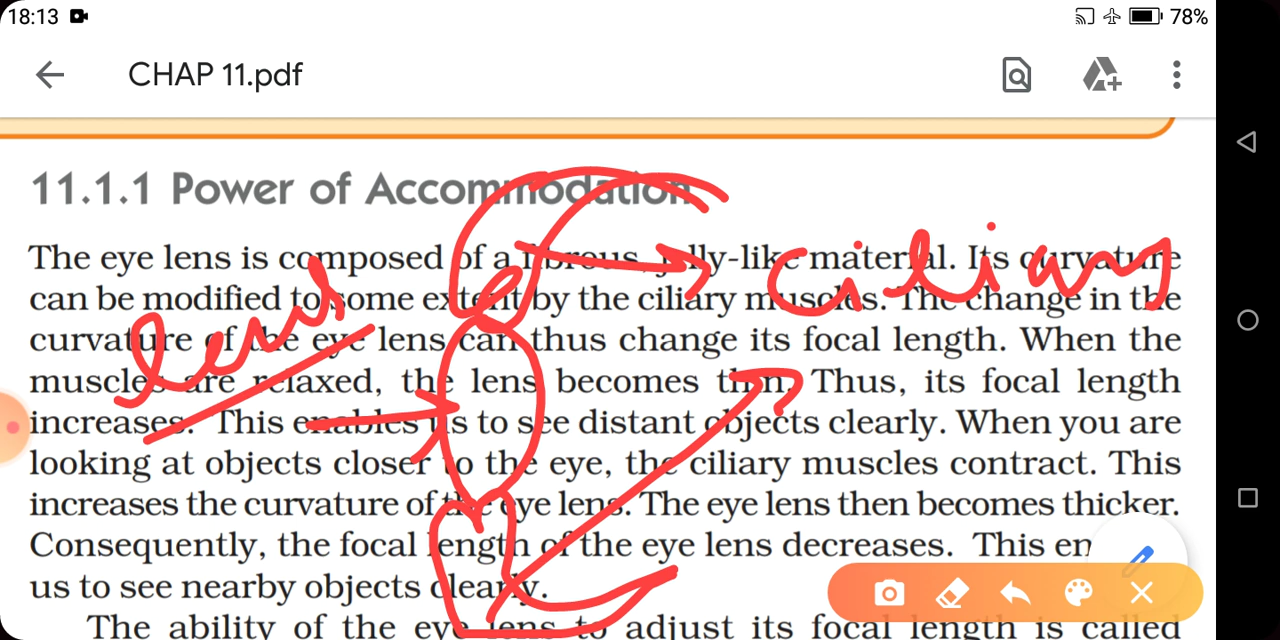 18:13 78%
CHAP 11.pdf
11.1.1 Power of Accommodation
The eye lens is composed of a fibrous, jelly-like material. Its curvature
can be modified to some extent by the ciliary muscles. The change in the
curvature of the eye lens can thus change its focal length. When the
muscles are relaxed, the lens becomes thin. Thus, its focal length
increases. This enables us to see distant objects clearly. When you are
looking at objects closer to the eye, the ciliary muscles contract. This
increases the curvature of the eye lens. The eye lens then becomes thicker.
Consequently, the focal length of the eye lens decreases. This en
us to see nearby objects clearly.
The ability of the eye lens to adjust its focal length is called
lens